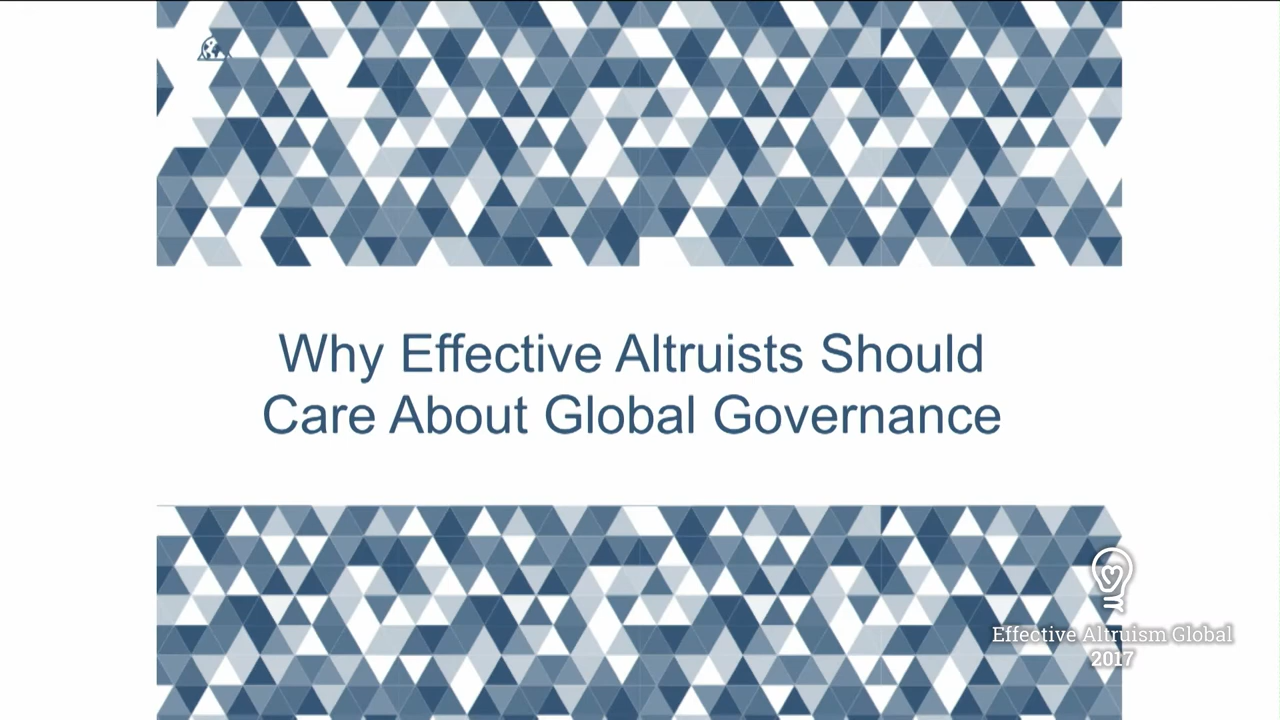 Why Effective Altruists Should
Care About Global Governance
Effective Altruism Global
2017